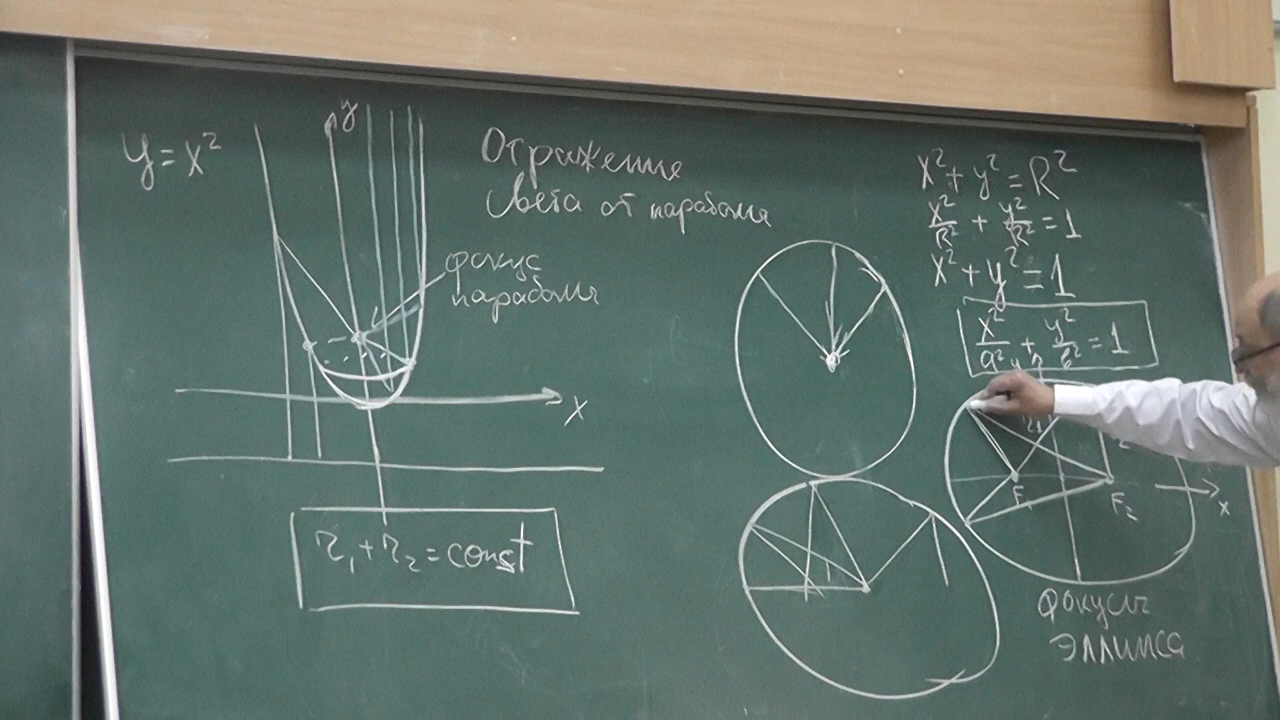 y = x²
y
Отражение
света от параболы
фокус
параболы
x
r₁ + r₂ = const
x² + y² = R²
x²/R² + y²/R² = 1
x² + y² = 1
x²/a² + y²/b² = 1
F
F₂
x
фокусы
эллипса